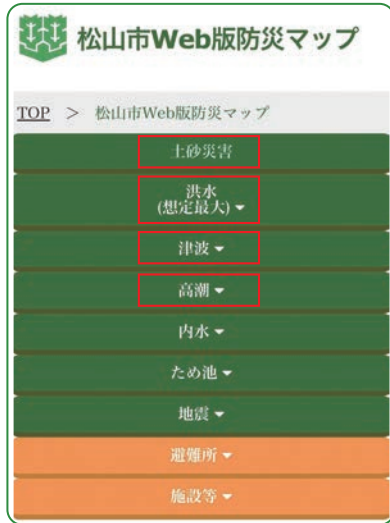 松山市Web版防災マップ
TOP > 松山市Web版防災マップ
土砂災害
洪水
(想定最大)
津波
高潮
内水
ため池
地震
避難所
施設等